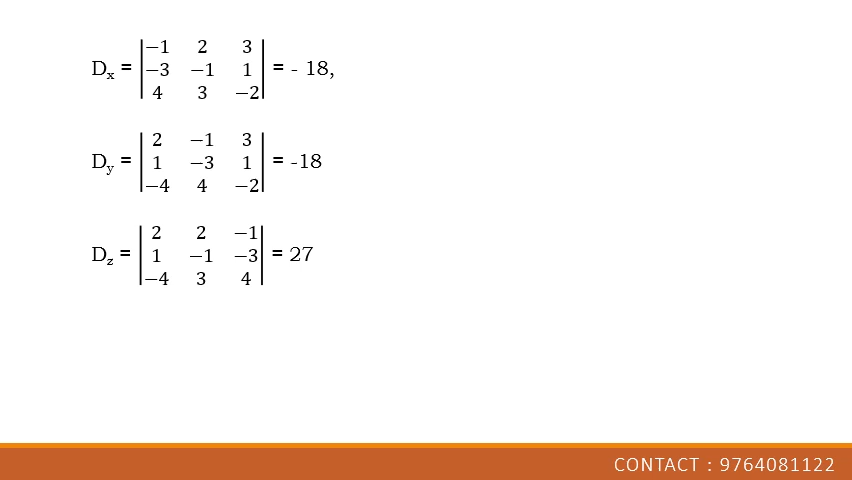 Dx = |−1 2 3|
|−3 −1 1| = - 18,
|4 3 −2|
Dy = |2 −1 3|
|1 −3 1| = -18
|−4 4 −2|
Dz = |2 2 −1|
|1 −1 −3| = 27
|−4 3 4|
CONTACT : 9764081122